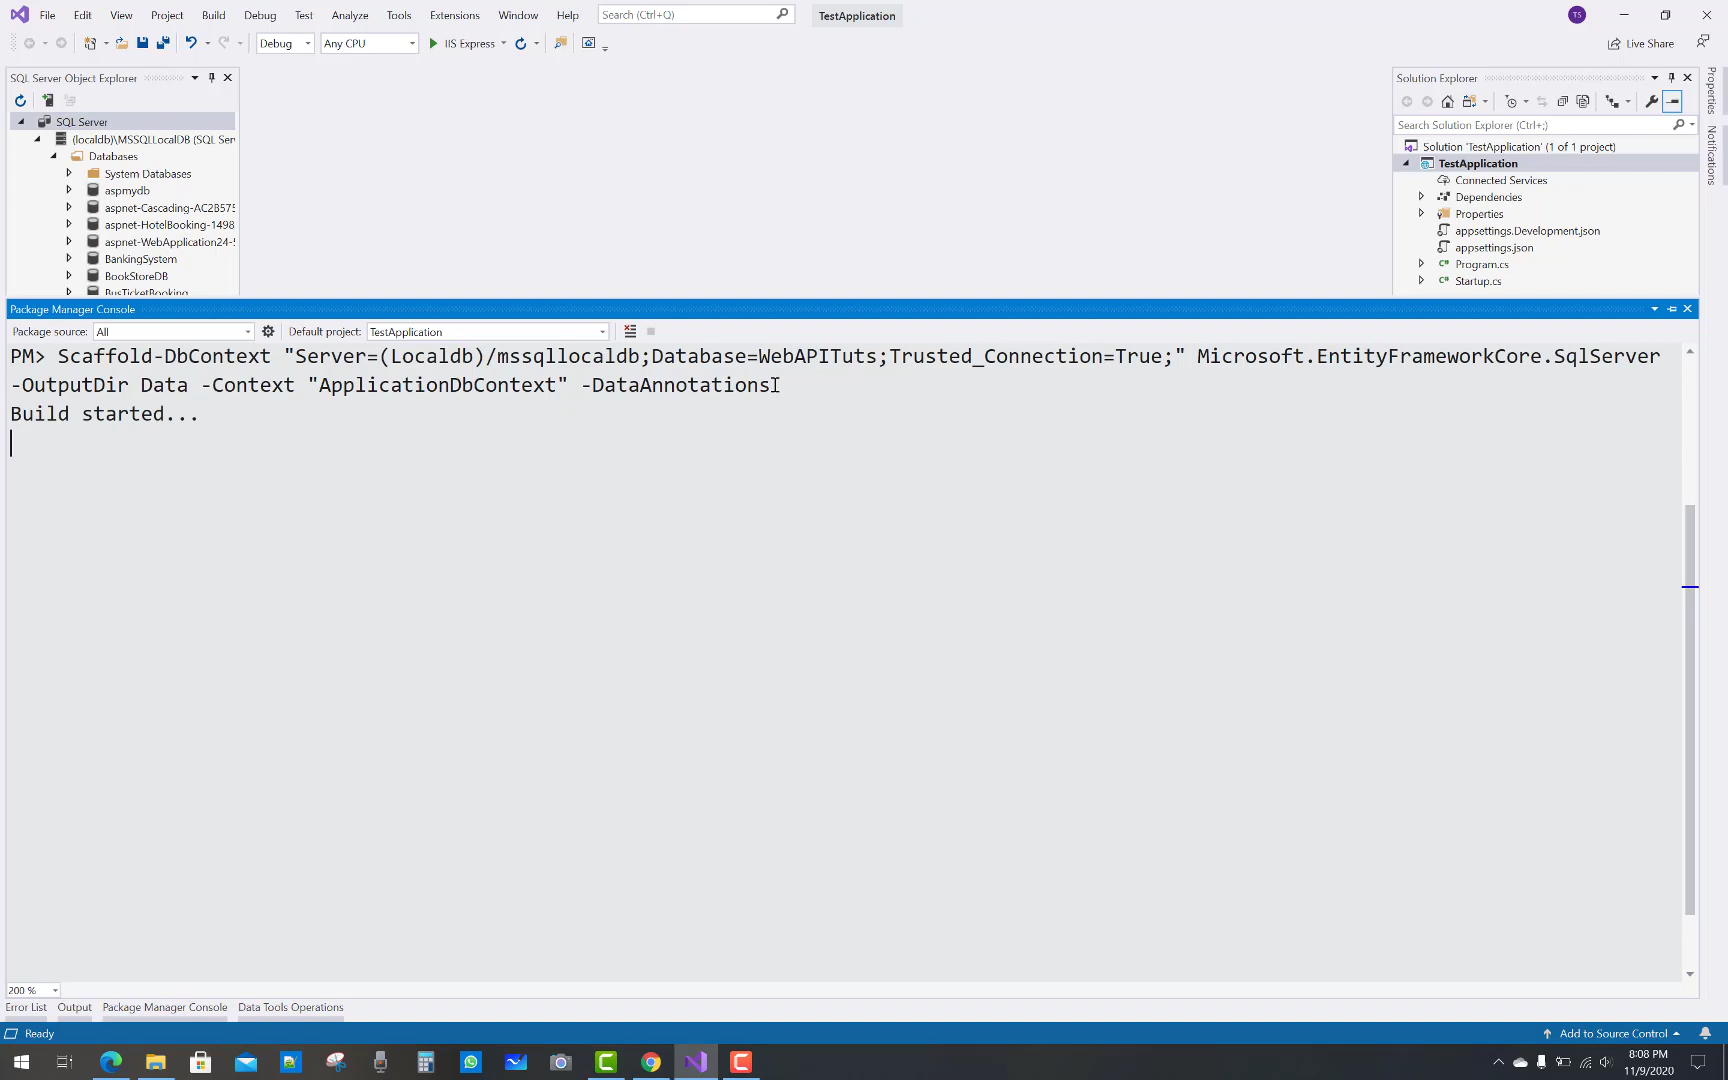 File Edit View Project Build Debug Test Analyze Tools Extensions Window Help Search (Ctrl+Q) TestApplication TS
Debug Any CPU IIS Express Live Share
SQL Server Object Explorer
SQL Server
(localdb)\MSSQLLocalDB (SQL Ser
Databases
System Databases
aspmydb
aspnet-Cascading-AC2B575
aspnet-HotelBooking-1498
aspnet-WebApplication24-5
BankingSystem
BookStoreDB
BusTicketBooking
Solution Explorer
Search Solution Explorer (Ctrl+;)
Solution 'TestApplication' (1 of 1 project)
TestApplication
Connected Services
Dependencies
Properties
appsettings.Development.json
appsettings.json
Program.cs
Startup.cs
Properties
Notifications
Package Manager Console
Package source: All Default project: TestApplication
PM> Scaffold-DbContext "Server=(Localdb)/mssqllocaldb;Database=WebAPITuts;Trusted_Connection=True;" Microsoft.EntityFrameworkCore.SqlServer
-OutputDir Data -Context "ApplicationDbContext" -DataAnnotations
Build started...
200 %
Error List Output Package Manager Console Data Tools Operations
Ready Add to Source Control
8:08 PM
11/9/2020